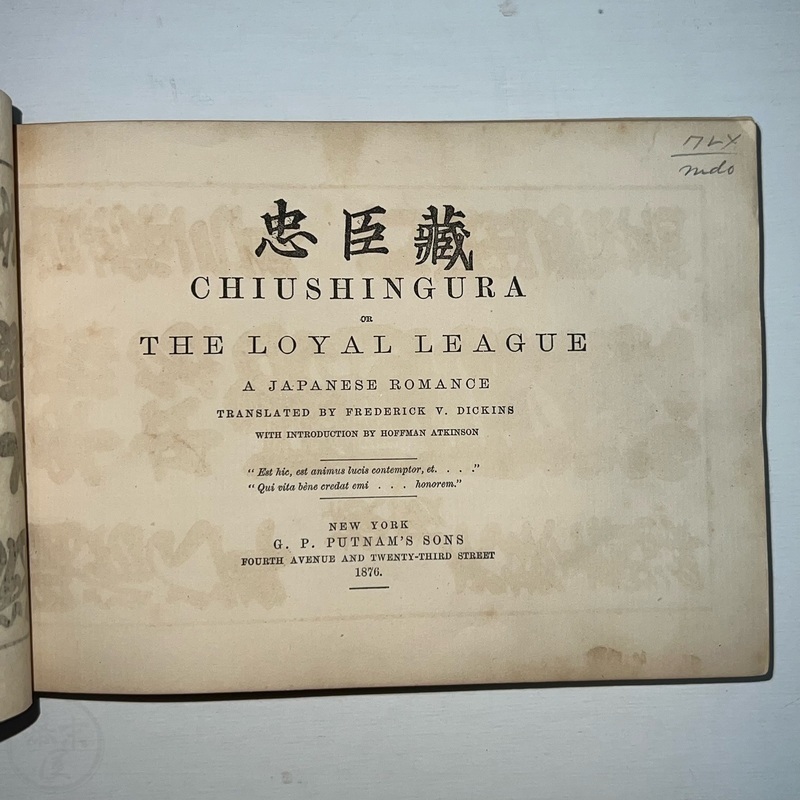 忠臣藏
CHIUSHINGURA
OR
THE LOYAL LEAGUE
A JAPANESE ROMANCE
TRANSLATED BY FREDERICK V. DICKINS
WITH INTRODUCTION BY HOFFMAN ATKINSON
“Est hic, est animus lucis contemptor, et. . . .”
“Qui vita bène credat emi . . . honorem.”
NEW YORK
G. P. PUTNAM'S SONS
FOURTH AVENUE AND TWENTY-THIRD STREET
1876.